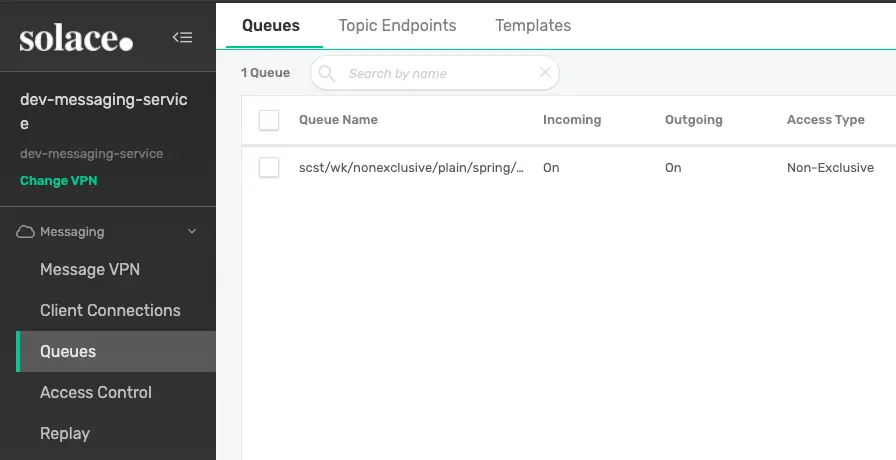 solace.
Queues Topic Endpoints Templates
1 Queue Search by name
dev-messaging-servic
e
dev-messaging-service
Change VPN
Queue Name Incoming Outgoing Access Type
scst/wk/nonexclusive/plain/spring/... On On Non-Exclusive
Messaging
Message VPN
Client Connections
Queues
Access Control
Replay